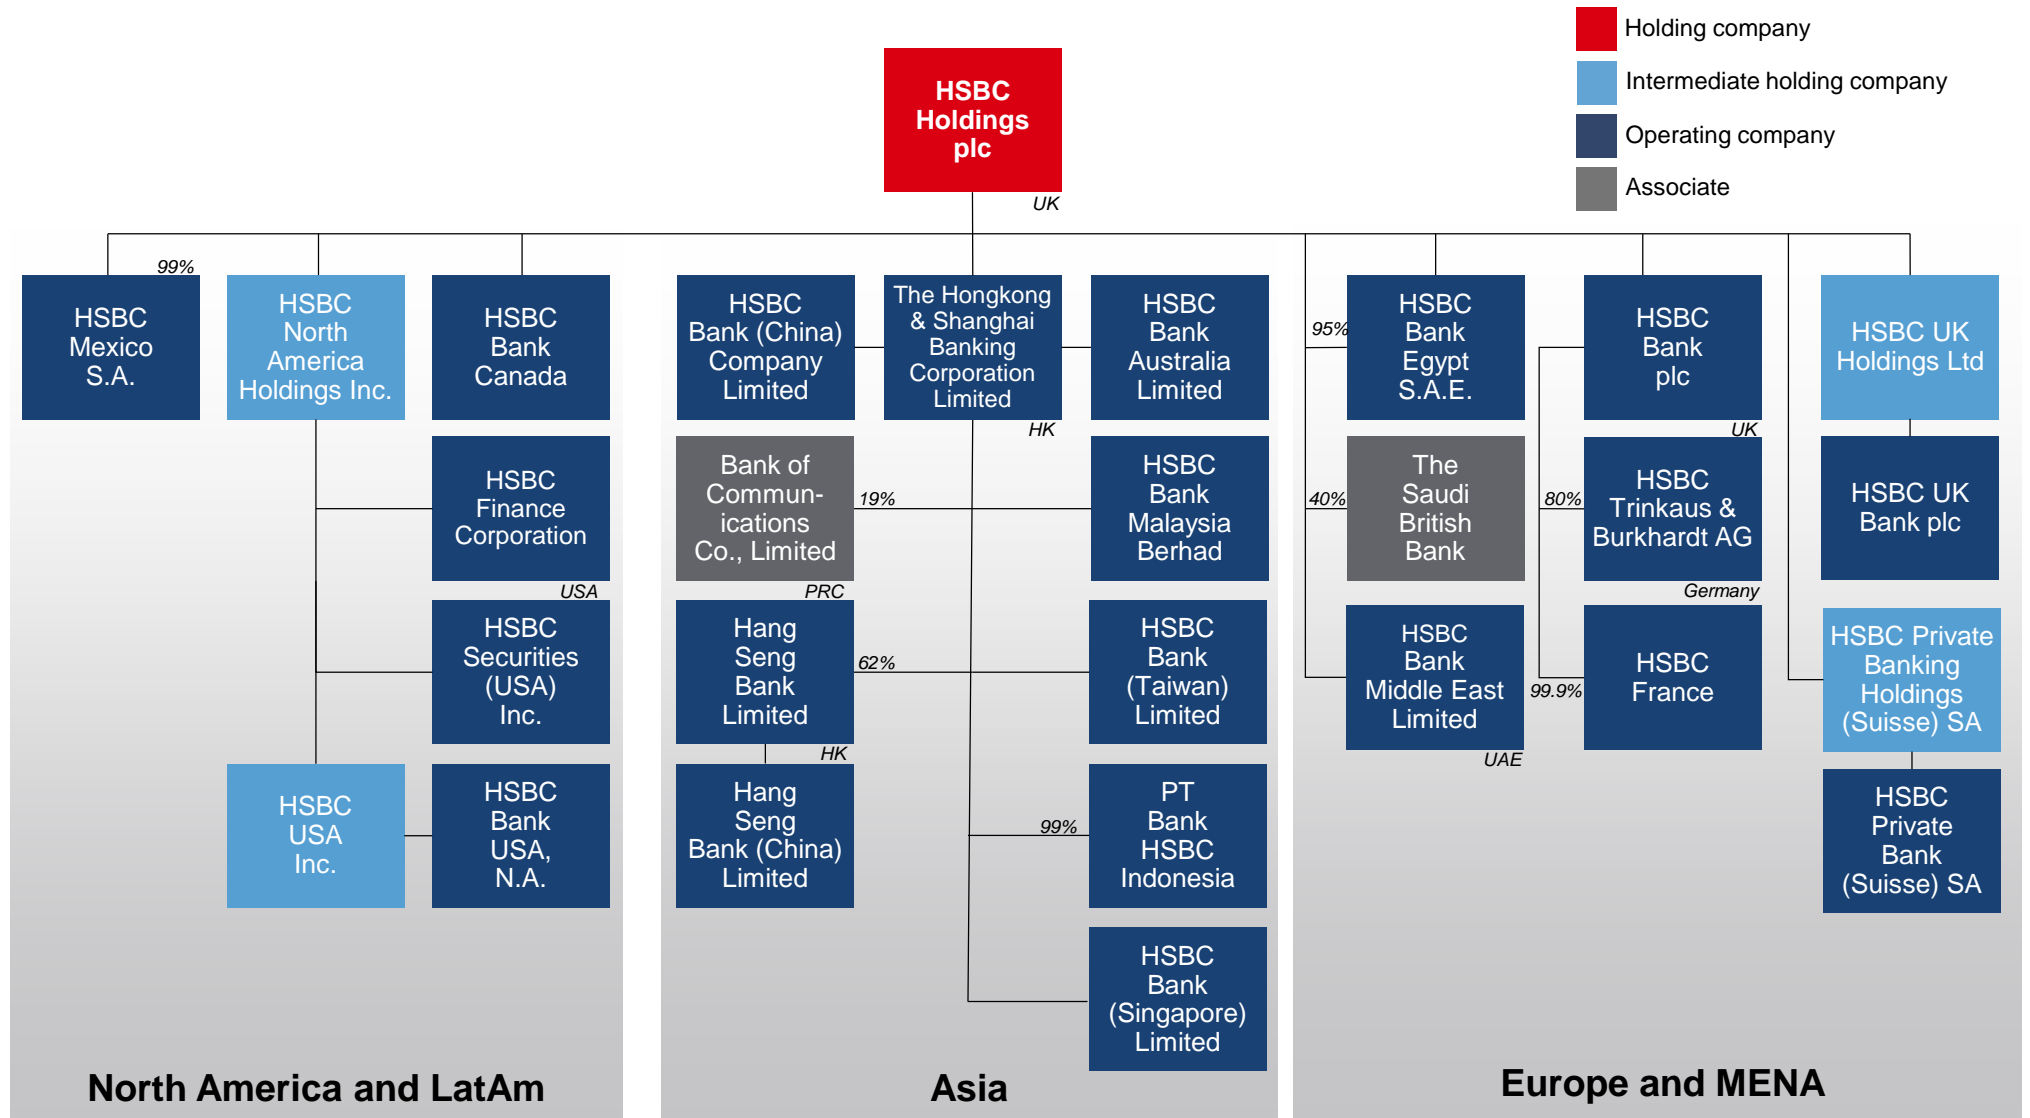 Holding company
Intermediate holding company
Operating company
Associate
HSBC
Holdings
plc
UK
99%
HSBC
Mexico
S.A.
HSBC
North
America
Holdings Inc.
HSBC
Bank
Canada
HSBC
Finance
Corporation
USA
HSBC
Securities
(USA)
Inc.
HSBC
USA
Inc.
HSBC
Bank
USA,
N.A.
North America and LatAm
HSBC
Bank (China)
Company
Limited
The Hongkong
& Shanghai
Banking
Corporation
Limited
HK
HSBC
Bank
Australia
Limited
Bank of
Commun-
ications
Co., Limited
19%
PRC
HSBC
Bank
Malaysia
Berhad
Hang
Seng
Bank
Limited
62%
HK
HSBC
Bank
(Taiwan)
Limited
Hang
Seng
Bank (China)
Limited
99%
PT
Bank
HSBC
Indonesia
HSBC
Bank
(Singapore)
Limited
Asia
95%
HSBC
Bank
Egypt
S.A.E.
HSBC
Bank
plc
UK
HSBC UK
Holdings Ltd
40%
The
Saudi
British
Bank
80%
HSBC
Trinkaus &
Burkhardt AG
Germany
HSBC UK
Bank plc
HSBC
Bank
Middle East
Limited
UAE
99.9%
HSBC
France
HSBC Private
Banking
Holdings
(Suisse) SA
HSBC
Private
Bank
(Suisse) SA
Europe and MENA